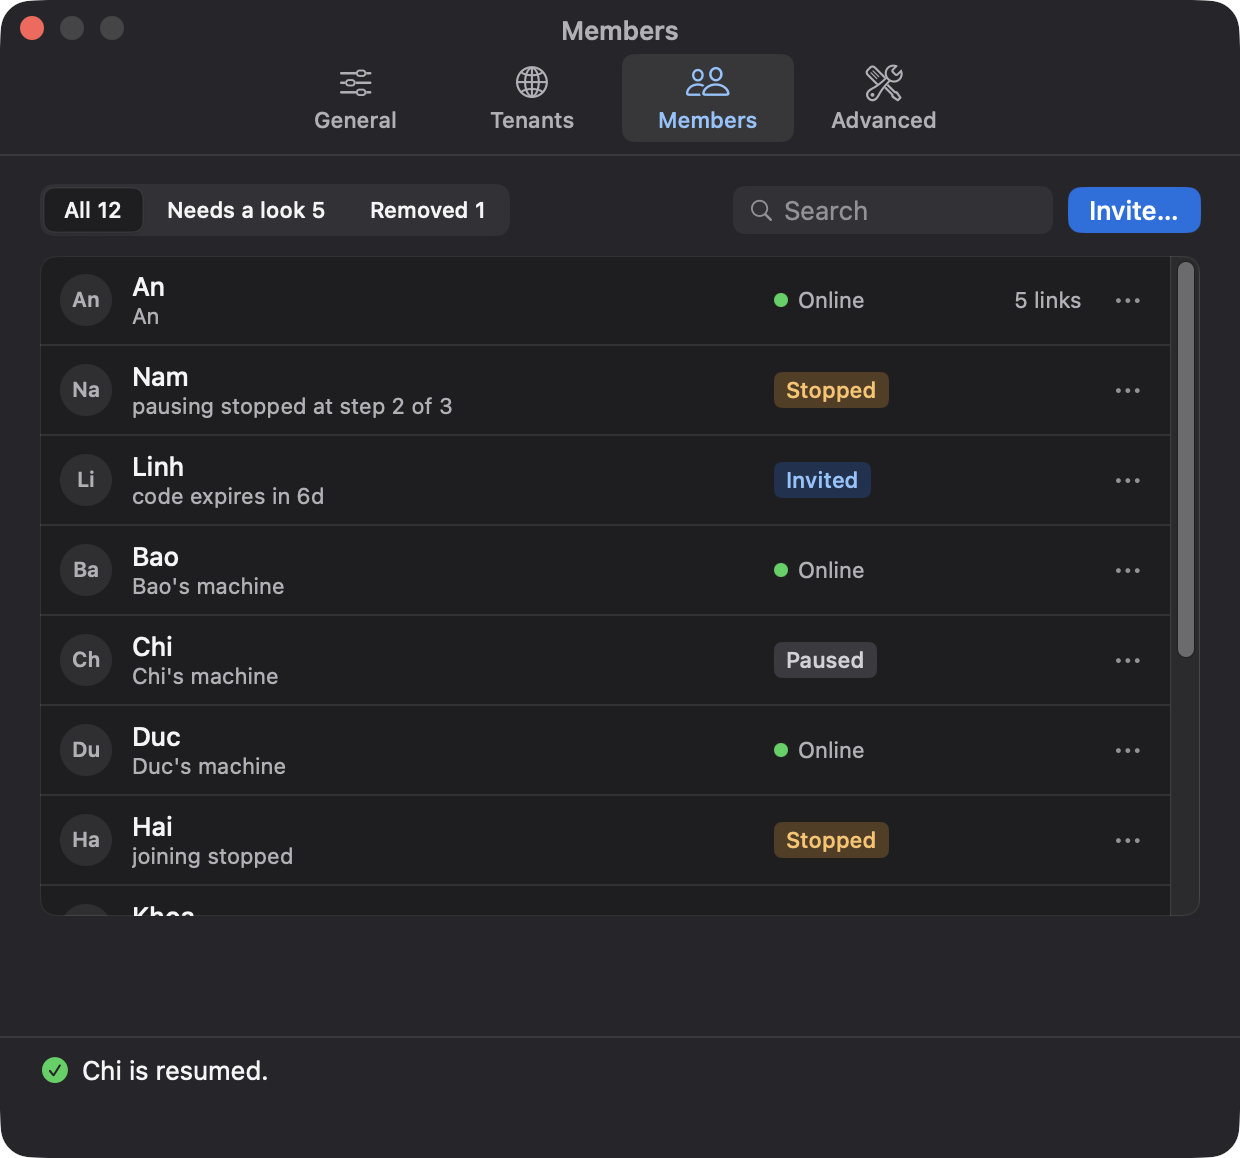 Members
General
Tenants
Members
Advanced
All 12
Needs a look 5
Removed 1
Search
Invite...
An
An
An
Online
5 links
Na
Nam
pausing stopped at step 2 of 3
Stopped
Li
Linh
code expires in 6d
Invited
Ba
Bao
Bao's machine
Online
Ch
Chi
Chi's machine
Paused
Du
Duc
Duc's machine
Online
Ha
Hai
joining stopped
Stopped
Chi is resumed.